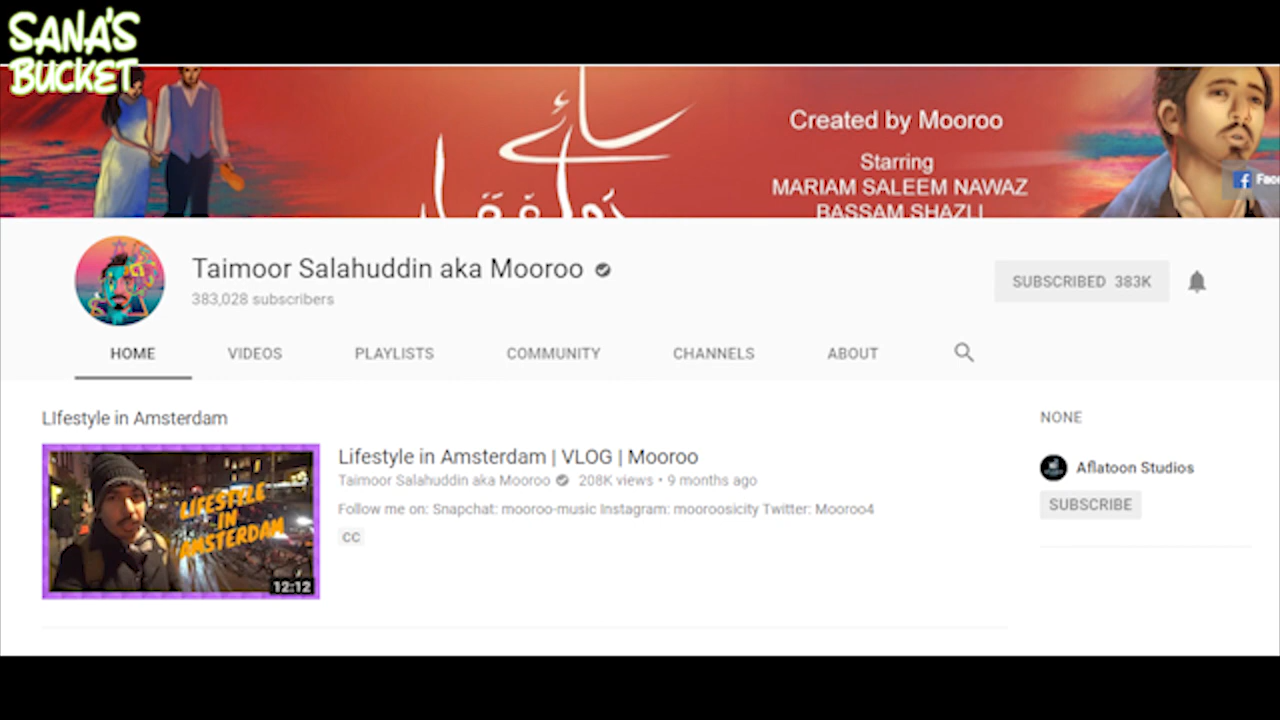 SANA'S
BUCKET
سائے
Created by Mooroo
Starring
MARIAM SALEEM NAWAZ
BASSAM SHAZLI
Taimoor Salahuddin aka Mooroo
383,028 subscribers
SUBSCRIBED 383K
HOME VIDEOS PLAYLISTS COMMUNITY CHANNELS ABOUT
LIfestyle in Amsterdam
LIFESTYLE
IN
AMSTERDAM
12:12
Lifestyle in Amsterdam | VLOG | Mooroo
Taimoor Salahuddin aka Mooroo 208K views • 9 months ago
Follow me on: Snapchat: mooroo-music Instagram: mooroosicity Twitter: Mooroo4
CC
NONE
Aflatoon Studios
SUBSCRIBE